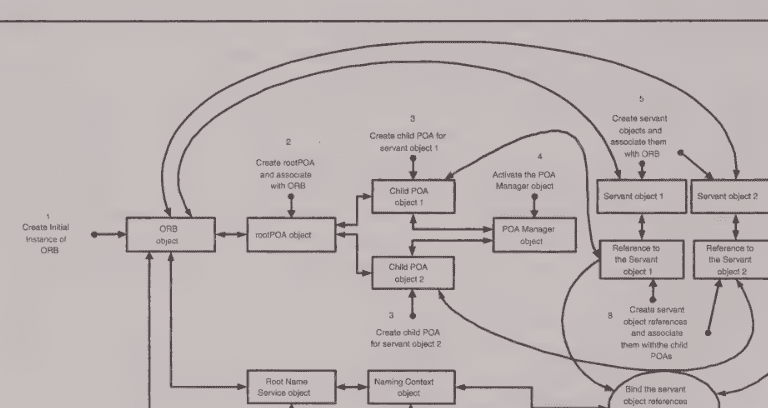 1
Create Initial
Instance of
ORB
ORB
object
2
Create rootPOA
and associate
with ORB
rootPOA object
3
Create child POA for
servant object 1
Child POA
object 1
4
Activate the POA
Manager object
POA Manager
object
Child POA
object 2
3
Create child POA
for servant object 2
5
Create servant
objects and
associate them
with ORB
Servant object 1
Servant object 2
Reference to
the Servant
object 1
Reference to
the Servant
object 2
8
Create servant
object references
and associate
them withthe child
POAs
Root Name
Service object
Naming Context
object
Bind the servant
object references